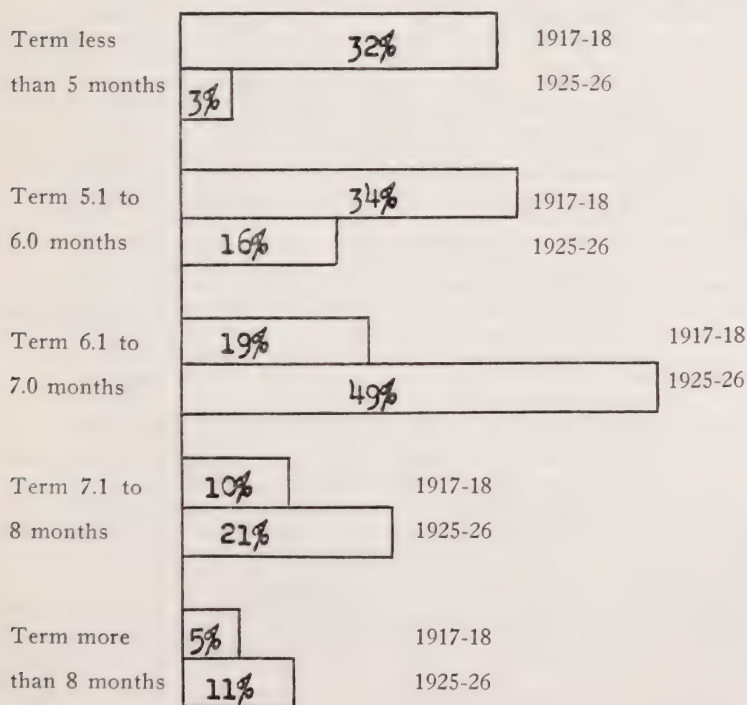 Term less 32% 1917-18
than 5 months 3% 1925-26
Term 5.1 to 34% 1917-18
6.0 months 16% 1925-26
Term 6.1 to 19% 1917-18
7.0 months 49% 1925-26
Term 7.1 to 10% 1917-18
8 months 21% 1925-26
Term more 5% 1917-18
than 8 months 11% 1925-26